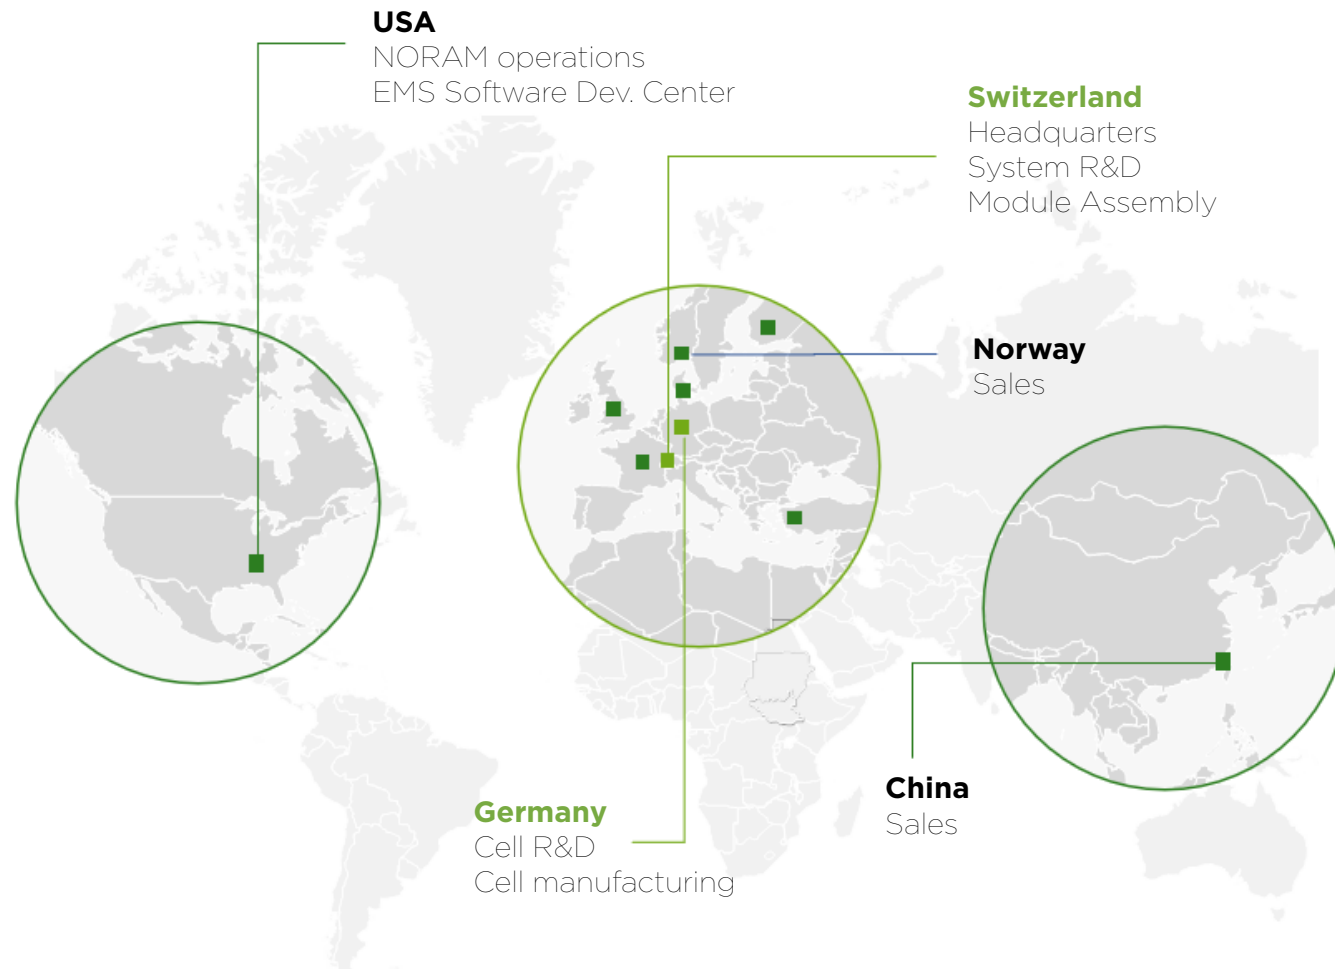 USA
NORAM operations
EMS Software Dev. Center
Switzerland
Headquarters
System R&D
Module Assembly
Norway
Sales
China
Sales
Germany
Cell R&D
Cell manufacturing